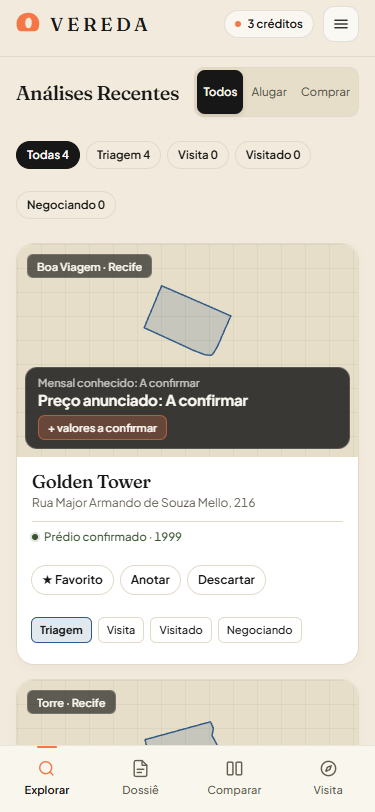 VEREDA
3 créditos
Análises Recentes
Todos Alugar Comprar
Todas 4 Triagem 4 Visita 0 Visitado 0
Negociando 0
Boa Viagem · Recife
Mensal conhecido: A confirmar
Preço anunciado: A confirmar
+ valores a confirmar
Golden Tower
Rua Major Armando de Souza Mello, 216
Prédio confirmado · 1999
★ Favorito Anotar Descartar
Triagem Visita Visitado Negociando
Torre · Recife
Explorar Dossiê Comparar Visita